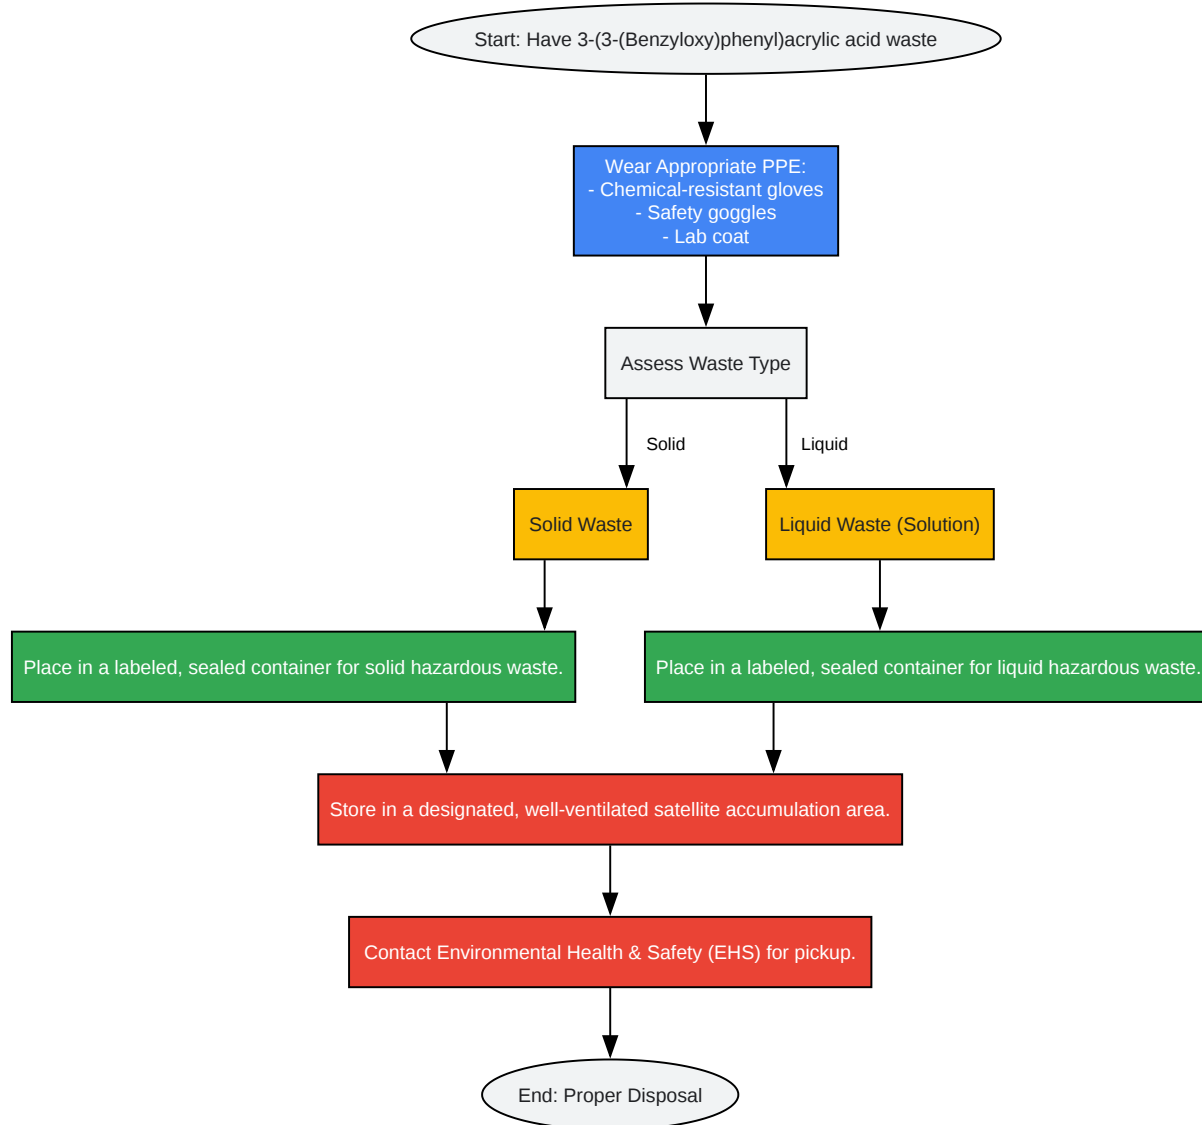 Start: Have 3-(3-(Benzyloxy)phenyl)acrylic acid waste
Wear Appropriate PPE:
- Chemical-resistant gloves
- Safety goggles
- Lab coat
Assess Waste Type
Solid
Liquid
Solid Waste
Liquid Waste (Solution)
Place in a labeled, sealed container for solid hazardous waste.
Place in a labeled, sealed container for liquid hazardous waste.
Store in a designated, well-ventilated satellite accumulation area.
Contact Environmental Health & Safety (EHS) for pickup.
End: Proper Disposal